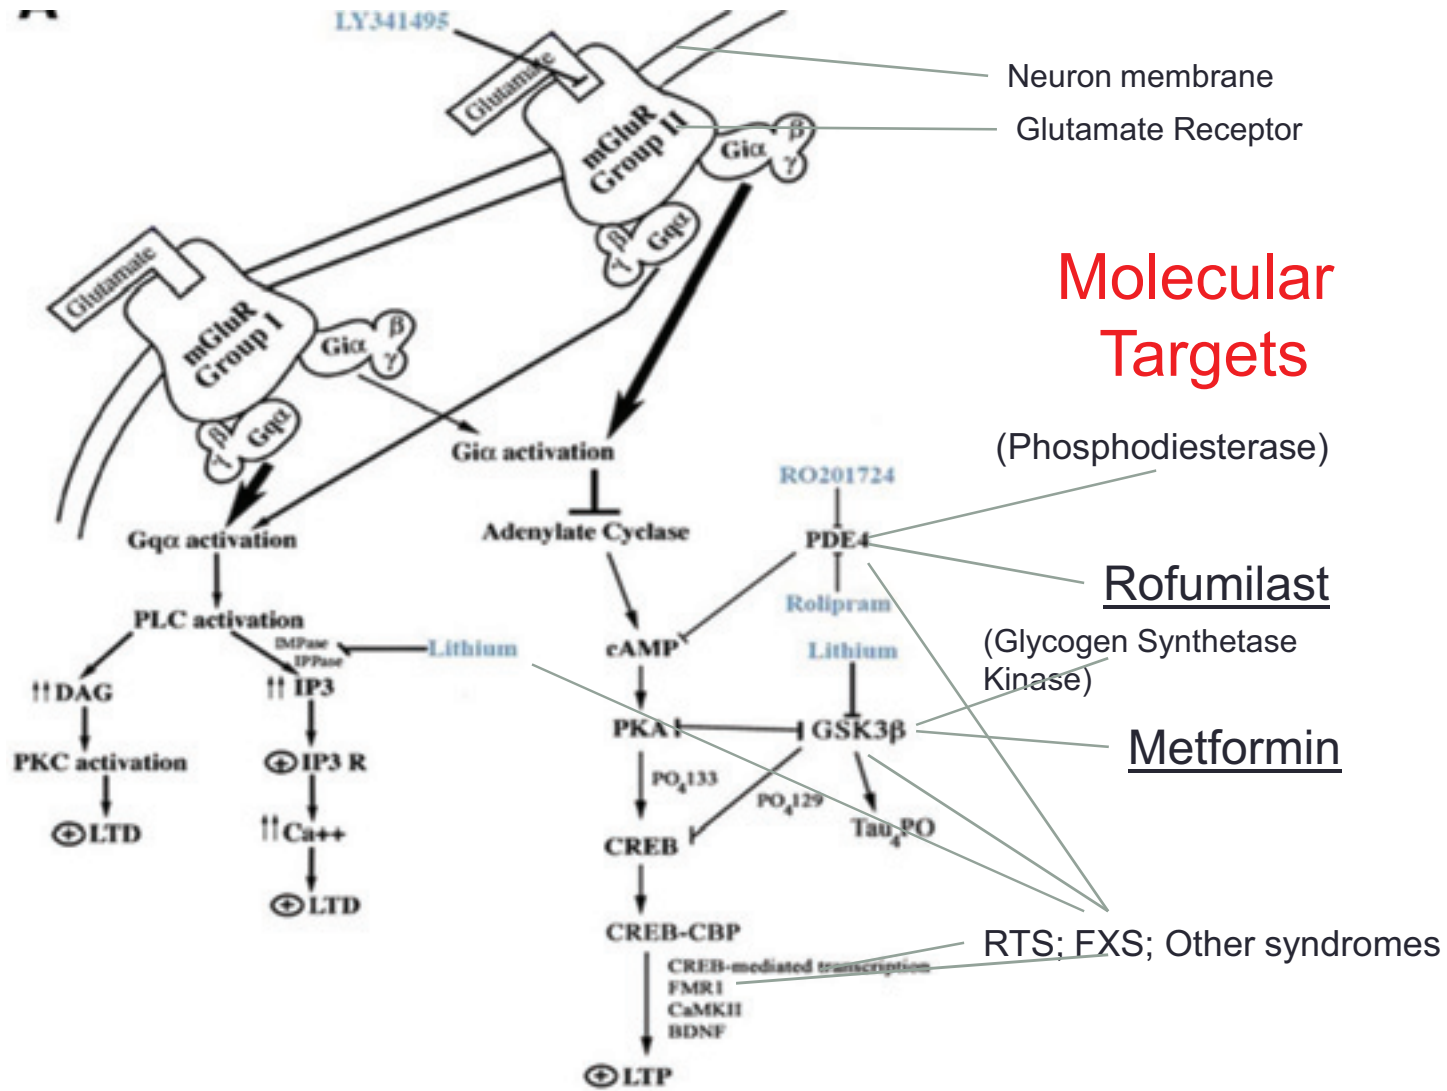 A
LY341495
Glutamate
mGluR
Group II
Giα
β
γ
β
γ
Gqα
Neuron membrane
Glutamate Receptor
Glutamate
mGluR
Group I
Giα
β
γ
β
γ
Gqα
Molecular
Targets
Giα activation
(Phosphodiesterase)
RO201724
Gqα activation
Adenylate Cyclase
PDE4
Rofumilast
Rolipram
PLC activation
IMPase
IPPase
Lithium
cAMP
Lithium
(Glycogen Synthetase
Kinase)
↑↑ DAG
↑↑ IP3
PKA
GSK3β
Metformin
PKC activation
⊕ IP3 R
PO4133
PO4129
⊕ LTD
↑↑ Ca++
CREB
Tau4PO
⊕ LTD
CREB-CBP
RTS; FXS; Other syndromes
CREB-mediated transcription
FMR1
CaMKII
BDNF
⊕ LTP